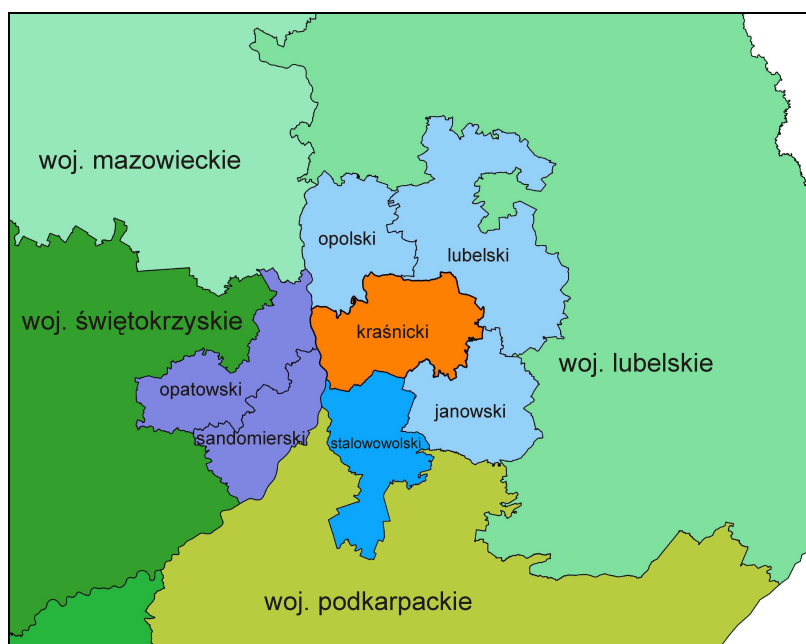 woj. mazowieckie
opolski
lubelski
woj. świętokrzyskie
kraśnicki
woj. lubelskie
opatowski
janowski
sandomierski
stalowowolski
woj. podkarpackie